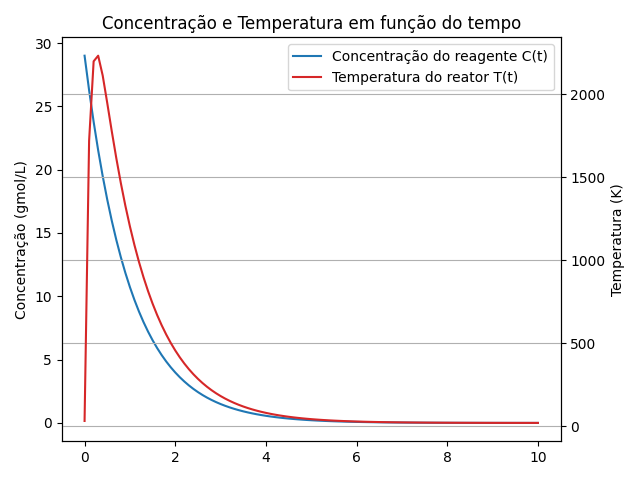 Concentração e Temperatura em função do tempo
Concentração do reagente C(t)
Temperatura do reator T(t)
Concentração (gmol/L)
30
25
20
15
10
5
0
2000
1500
1000
500
0
Temperatura (K)
0 2 4 6 8 10